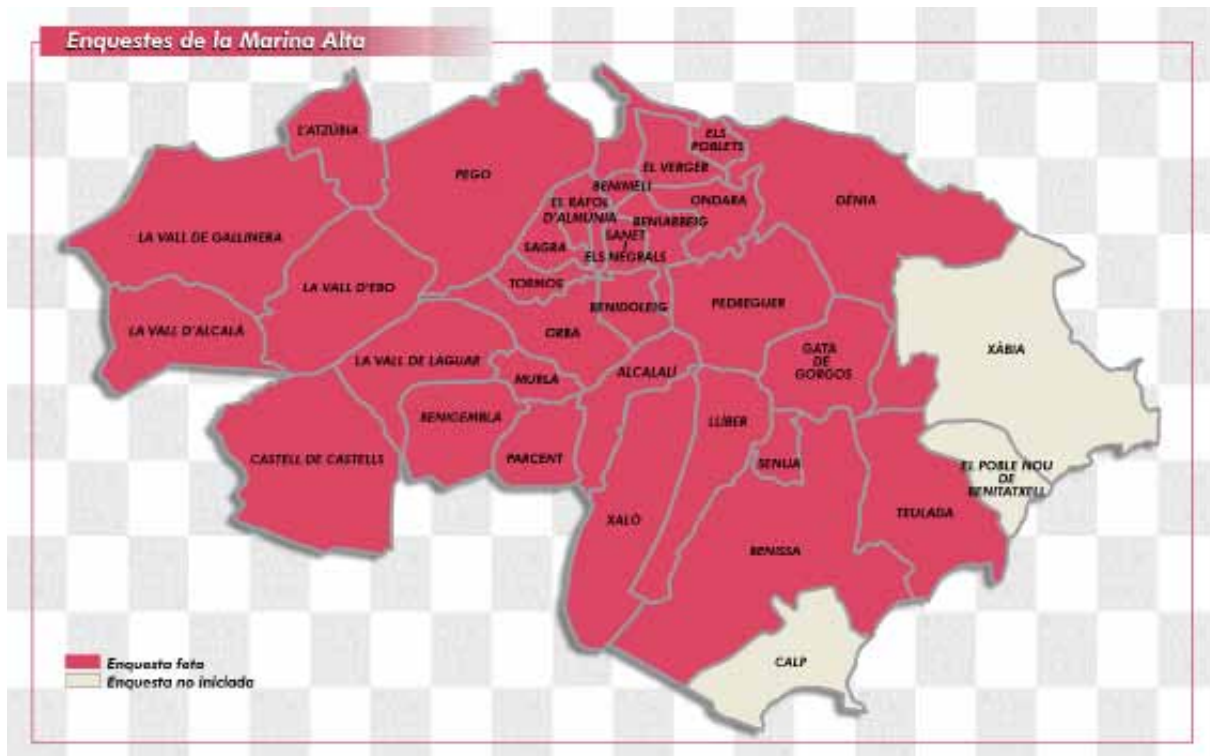 Enquestes de la Marina Alta
L'ATZÚBIA
ELS
POBLETS
PEGO
EL VERGER
BENIMELI
EL RÀFOL
D'ALMÚNIA
ONDARA
DÉNIA
BENIARBEIG
LA VALL DE GALLINERA
SANET
I
ELS NEGRALS
SAGRA
TORMOS
LA VALL D'EBO
BENIDOLEIG
PEDREGUER
LA VALL D'ALCALÀ
ORBA
XÀBIA
LA VALL DE LAGUAR
GATA
DE
GORGOS
MURLA
ALCALALÍ
BENIGEMBLA
LLÍBER
CASTELL DE CASTELLS
PARCENT
SENIJA
EL POBLE NOU
DE
BENITATXELL
XALÓ
TEULADA
BENISSA
CALP
Enquesta feta
Enquesta no iniciada